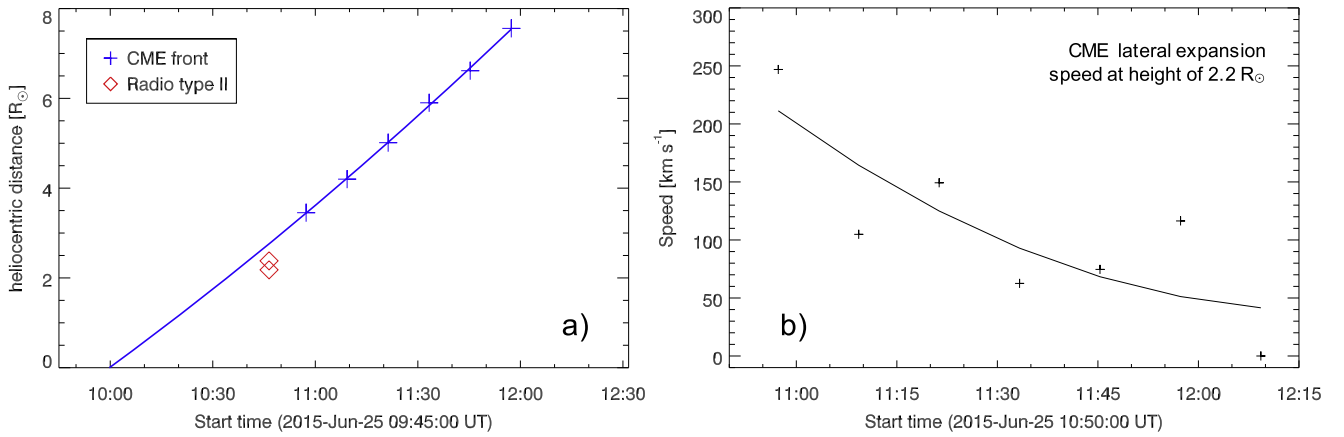 8
6
4
2
0
heliocentric distance [R☉]
CME front
Radio type II
a)
10:00 10:30 11:00 11:30 12:00 12:30
Start time (2015-Jun-25 09:45:00 UT)
300
250
200
150
100
50
0
Speed [km s⁻¹]
CME lateral expansion
speed at height of 2.2 R☉
b)
11:00 11:15 11:30 11:45 12:00 12:15
Start time (2015-Jun-25 10:50:00 UT)